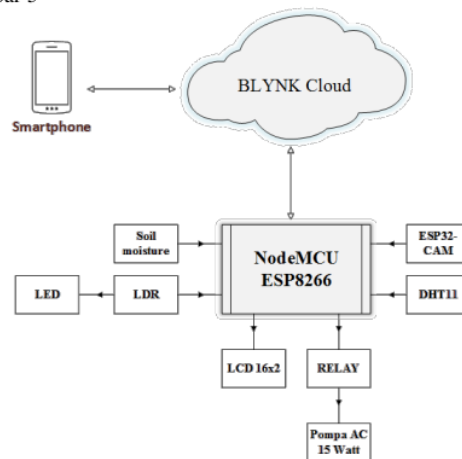 BLYNK Cloud
Smartphone
Soil
moisture
NodeMCU
ESP8266
ESP32-
CAM
LED
LDR
DHT11
LCD 16x2
RELAY
Pompa AC
15 Watt